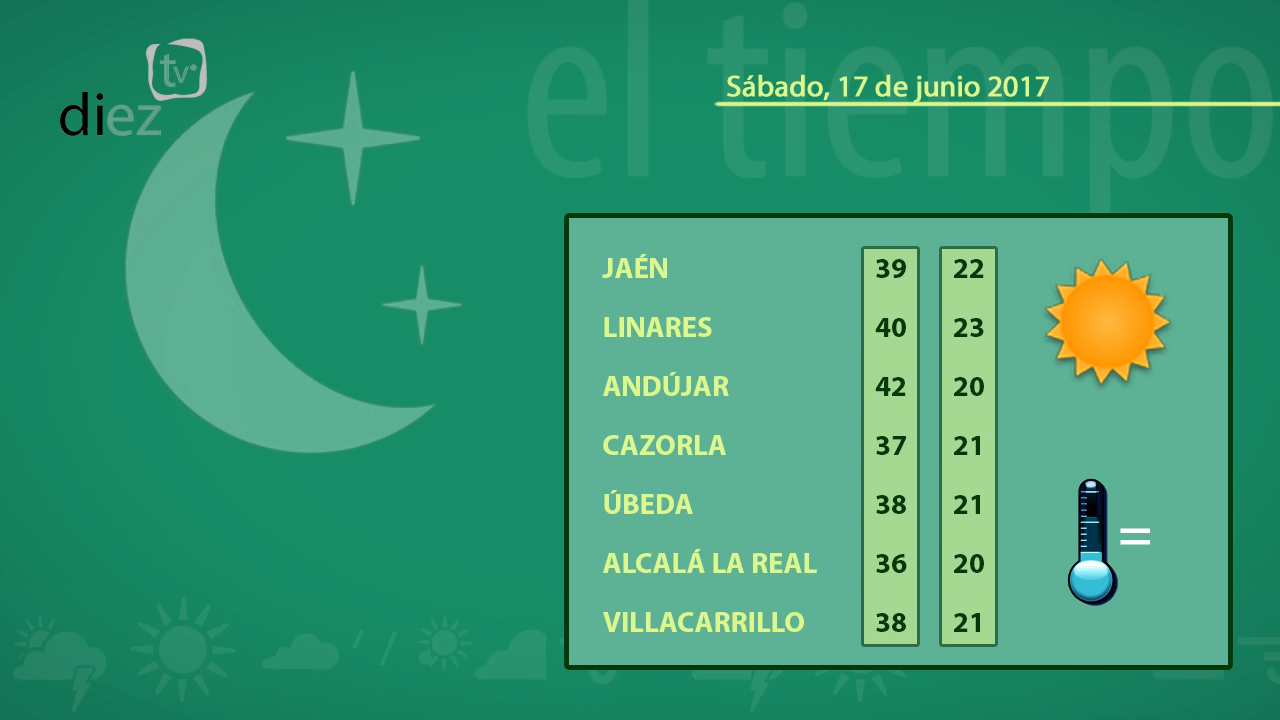 tv
diez
el tiempo
Sábado, 17 de junio 2017
JAÉN 39 22
LINARES 40 23
ANDÚJAR 42 20
CAZORLA 37 21
ÚBEDA 38 21
ALCALÁ LA REAL 36 20
VILLACARRILLO 38 21
=